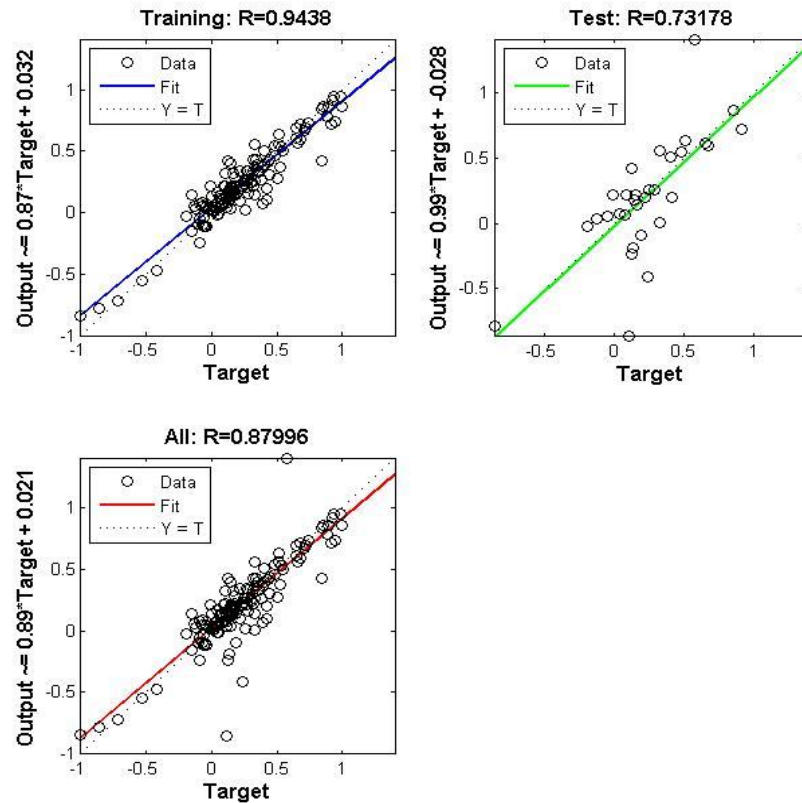 Training: R=0.9438
Data
Fit
Y = T
Output ~= 0.87*Target + 0.032
1
0.5
0
-0.5
-1
-1
-0.5
0
0.5
1
Target
Test: R=0.73178
Data
Fit
Y = T
Output ~= 0.99*Target + -0.028
1
0.5
0
-0.5
-0.5
0
0.5
1
Target
All: R=0.87996
Data
Fit
Y = T
Output ~= 0.89*Target + 0.021
1
0.5
0
-0.5
-1
-1
-0.5
0
0.5
1
Target